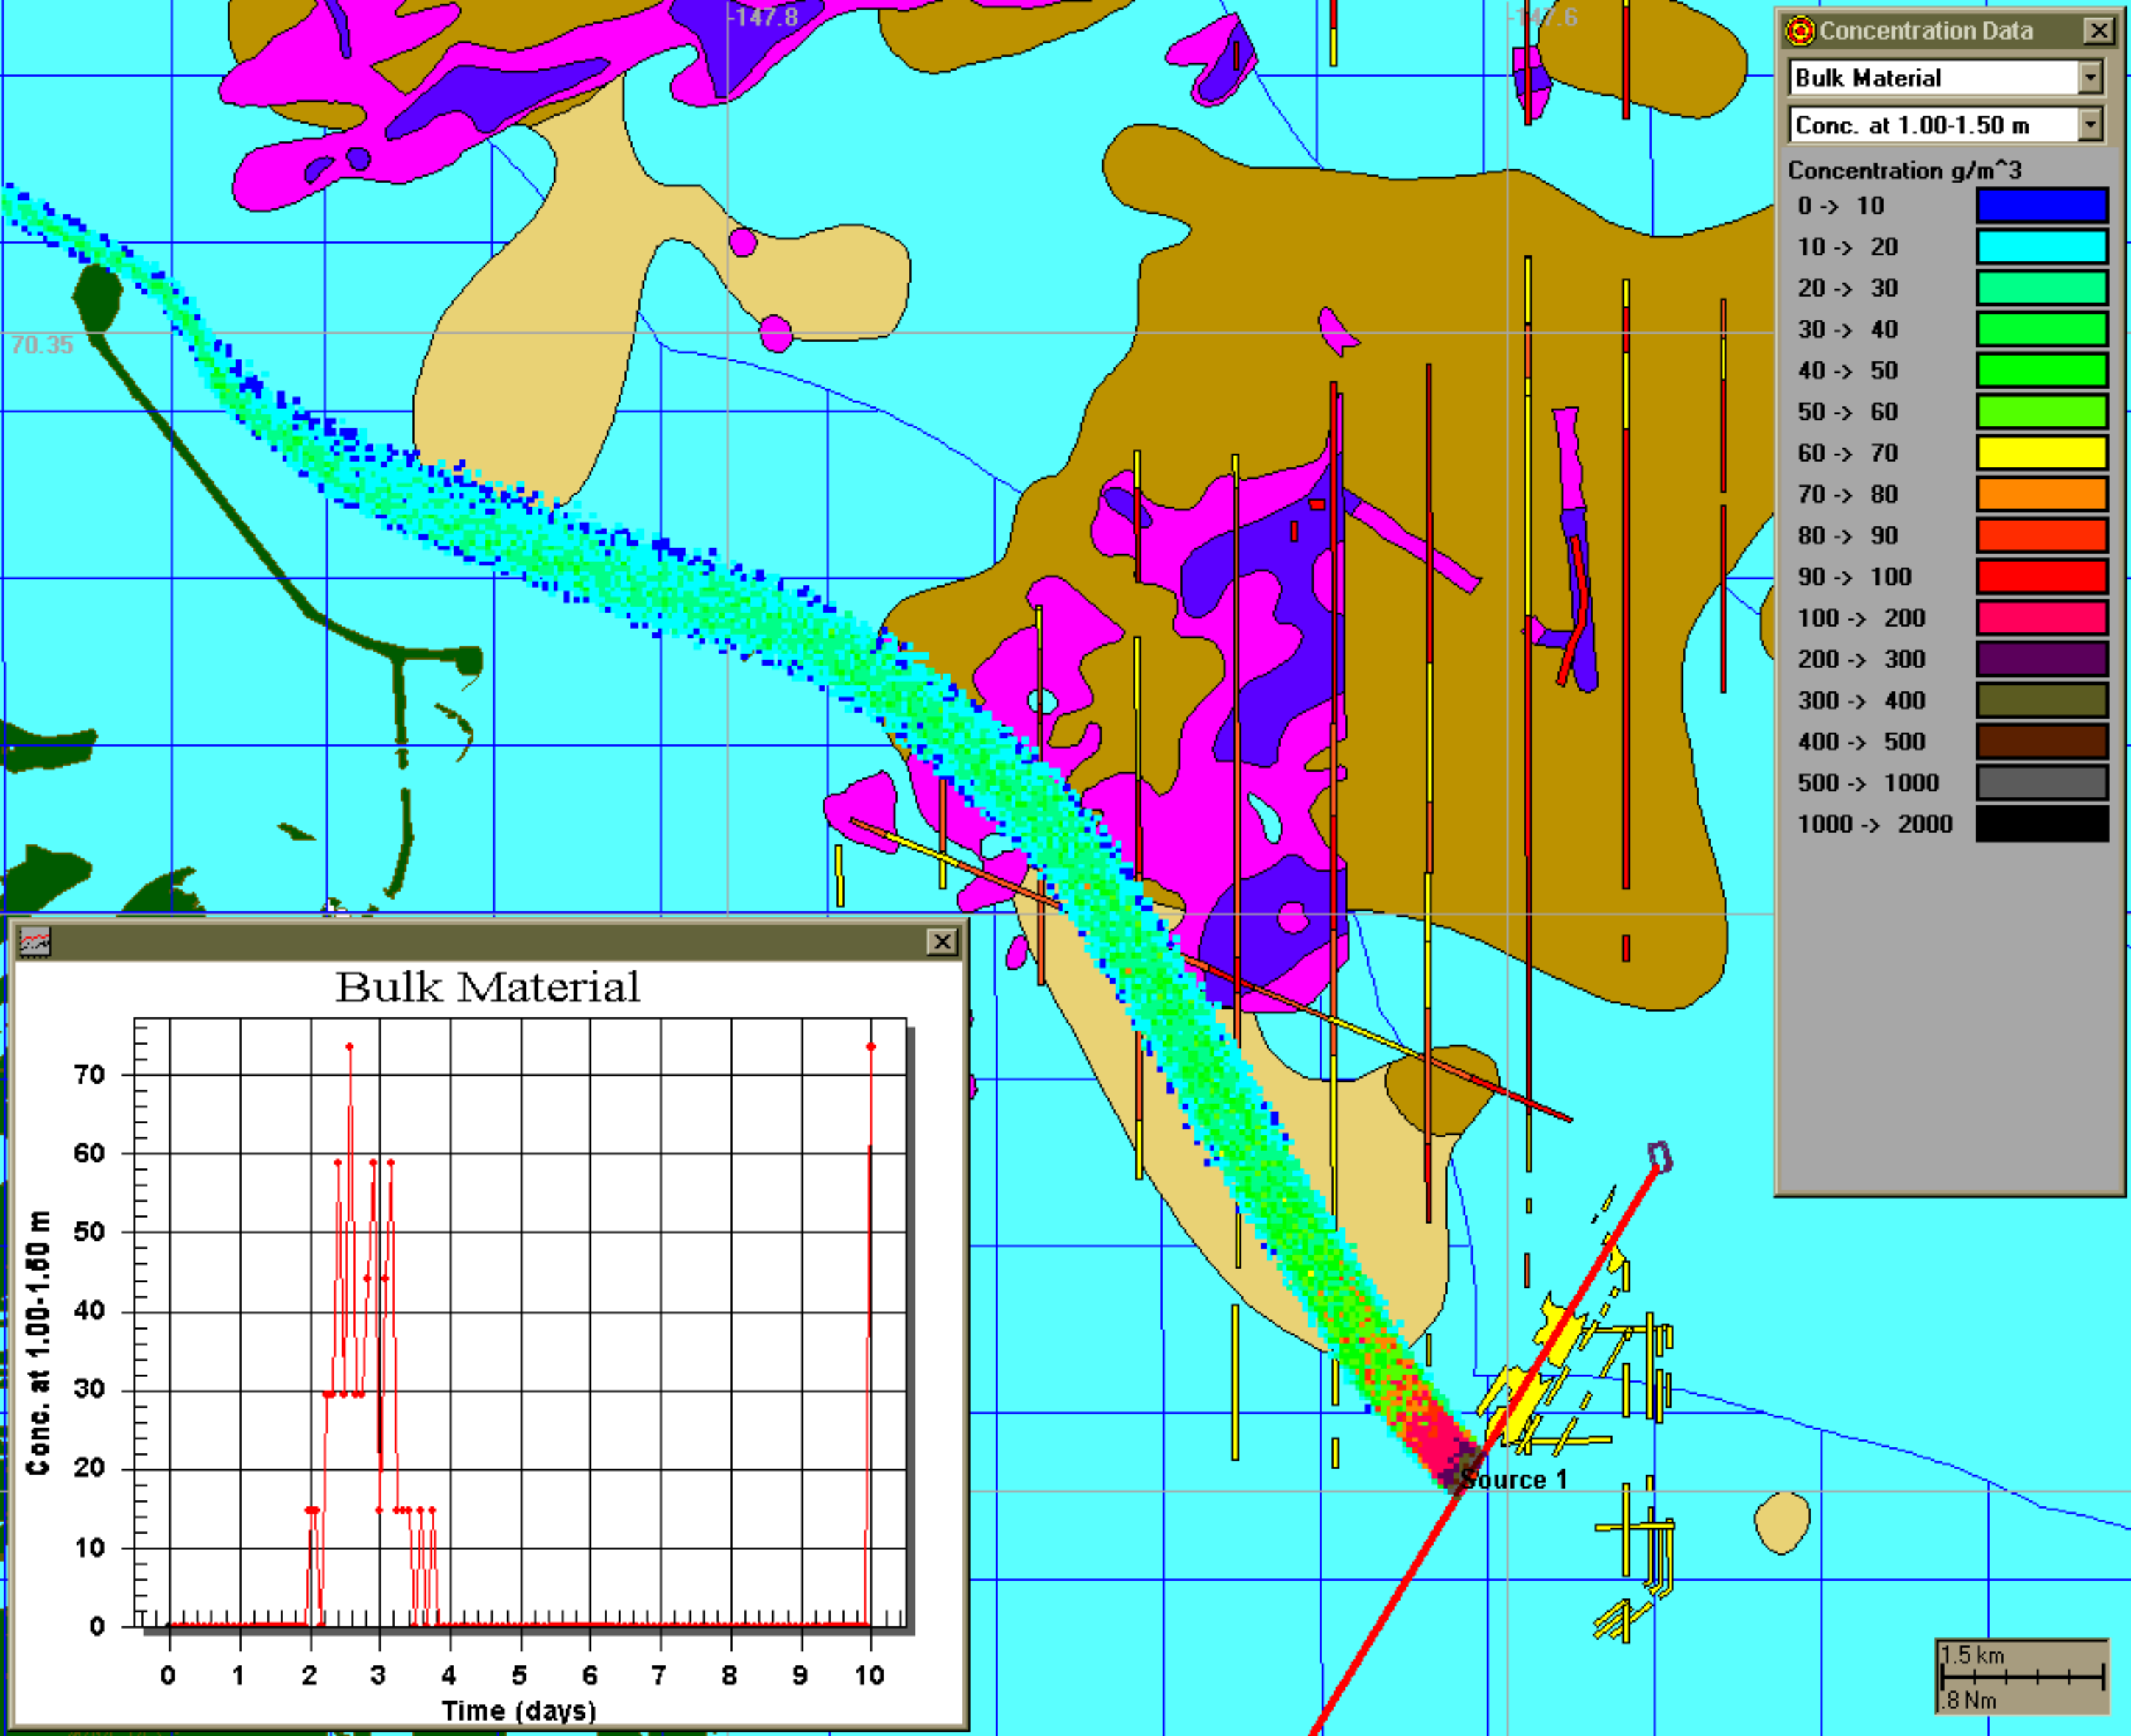 -147.8
-147.6
70.35
Source 1
1.5 km
.8 Nm
Concentration Data
Bulk Material
Conc. at 1.00-1.50 m
Concentration g/m^3
0 -> 10
10 -> 20
20 -> 30
30 -> 40
40 -> 50
50 -> 60
60 -> 70
70 -> 80
80 -> 90
90 -> 100
100 -> 200
200 -> 300
300 -> 400
400 -> 500
500 -> 1000
1000 -> 2000
Bulk Material
Conc. at 1.00-1.50 m
70
60
50
40
30
20
10
0
0 1 2 3 4 5 6 7 8 9 10
Time (days)